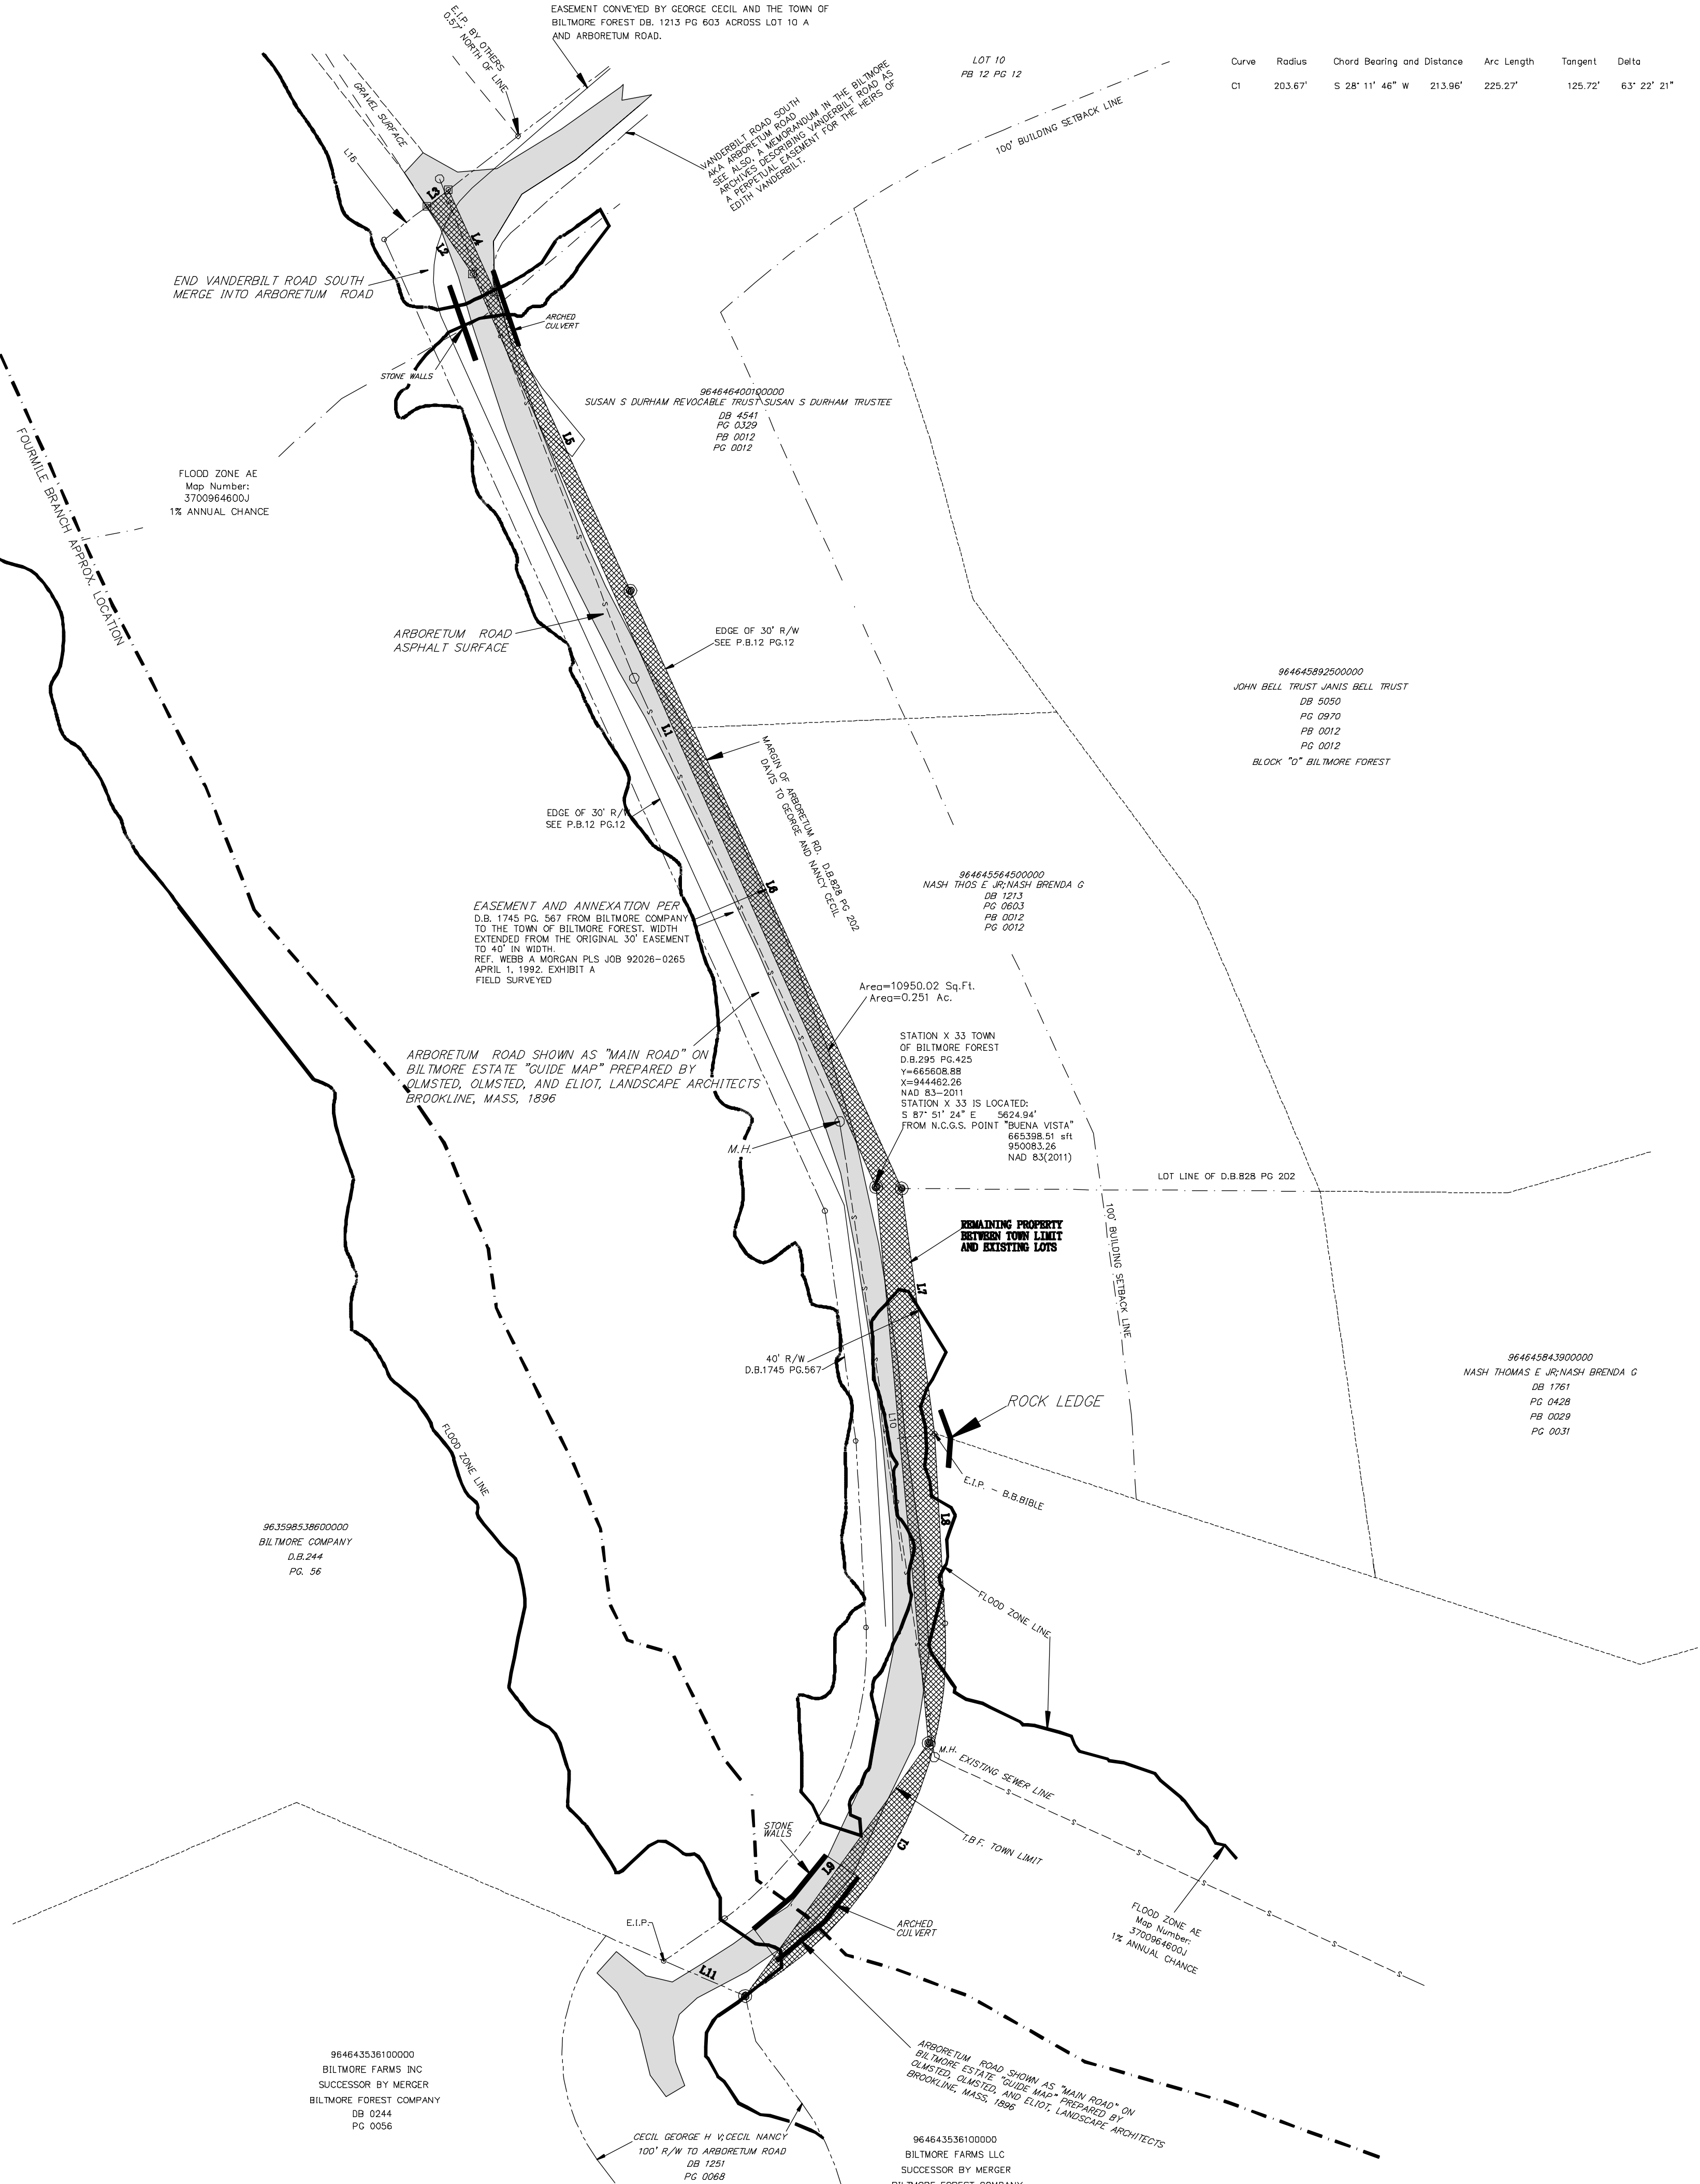 EASEMENT CONVEYED BY GEORGE CECIL AND THE TOWN OF
BILTMORE FOREST DB. 1213 PG 603 ACROSS LOT 10 A
AND ARBORETUM ROAD.
E.I.P. BY OTHERS
0.57' NORTH OF LINE
LOT 10
PB 12 PG 12
Curve Radius Chord Bearing and Distance Arc Length Tangent Delta
C1 203.67' S 28° 11' 46" W 213.96' 225.27' 125.72' 63° 22' 21"
GRAVEL SURFACE
L16
VANDERBILT ROAD SOUTH
AKA ARBORETUM ROAD
SEE ALSO, A MEMORANDUM IN THE BILTMORE
ARCHIVES DESCRIBING VANDERBILT ROAD AS
A PERPETUAL EASEMENT FOR THE HEIRS OF
EDITH VANDERBILT.
100' BUILDING SETBACK LINE
L3
L4
L2
END VANDERBILT ROAD SOUTH
MERGE INTO ARBORETUM ROAD
ARCHED
CULVERT
STONE WALLS
964646400100000
SUSAN S DURHAM REVOCABLE TRUST SUSAN S DURHAM TRUSTEE
DB 4541
PG 0329
PB 0012
PG 0012
L5
FOURMILE BRANCH APPROX. LOCATION
FLOOD ZONE AE
Map Number:
3700964600J
1% ANNUAL CHANCE
ARBORETUM ROAD
ASPHALT SURFACE
EDGE OF 30' R/W
SEE P.B.12 PG.12
964645892500000
JOHN BELL TRUST JANIS BELL TRUST
DB 5050
PG 0970
PB 0012
PG 0012
BLOCK "O" BILTMORE FOREST
L1
MARGIN OF ARBORETUM RD. D.B.828 PG 202
DAVIS TO GEORGE AND NANCY CECIL
EDGE OF 30' R/W
SEE P.B.12 PG.12
L6
964645564500000
NASH THOS E JR;NASH BRENDA G
DB 1213
PG 0603
PB 0012
PG 0012
EASEMENT AND ANNEXATION PER
D.B. 1745 PG. 567 FROM BILTMORE COMPANY
TO THE TOWN OF BILTMORE FOREST. WIDTH
EXTENDED FROM THE ORIGINAL 30' EASEMENT
TO 40' IN WIDTH.
REF. WEBB A MORGAN PLS JOB 92026-0265
APRIL 1, 1992. EXHIBIT A
FIELD SURVEYED
Area=10950.02 Sq.Ft.
Area=0.251 Ac.
STATION X 33 TOWN
OF BILTMORE FOREST
D.B.295 PG.425
Y=665608.88
X=944462.26
NAD 83-2011
STATION X 33 IS LOCATED:
S 87° 51' 24" E 5624.94'
FROM N.C.G.S. POINT "BUENA VISTA"
665398.51 sft
950083.26
NAD 83(2011)
ARBORETUM ROAD SHOWN AS "MAIN ROAD" ON
BILTMORE ESTATE "GUIDE MAP" PREPARED BY
OLMSTED, OLMSTED, AND ELIOT, LANDSCAPE ARCHITECTS
BROOKLINE, MASS, 1896
M.H.
LOT LINE OF D.B.828 PG 202
REMAINING PROPERTY
BETWEEN TOWN LIMIT
AND EXISTING LOTS
100' BUILDING SETBACK LINE
L7
40' R/W
D.B.1745 PG.567
964645843900000
NASH THOMAS E JR;NASH BRENDA G
DB 1761
PG 0428
PB 0029
PG 0031
ROCK LEDGE
L10
FLOOD ZONE LINE
E.I.P. - B.B.BIBLE
L8
963598538600000
BILTMORE COMPANY
D.B.244
PG. 56
FLOOD ZONE LINE
M.H.
EXISTING SEWER LINE
S
S
S
S
S
S
S
STONE
WALLS
T.B.F. TOWN LIMIT
C1
L9
E.I.P.
ARCHED
CULVERT
FLOOD ZONE AE
Map Number:
3700964600J
1% ANNUAL CHANCE
L11
964643536100000
BILTMORE FARMS INC
SUCCESSOR BY MERGER
BILTMORE FOREST COMPANY
DB 0244
PG 0056
ARBORETUM ROAD SHOWN AS "MAIN ROAD" ON
BILTMORE ESTATE "GUIDE MAP" PREPARED BY
OLMSTED, OLMSTED, AND ELIOT, LANDSCAPE ARCHITECTS
BROOKLINE, MASS, 1896
CECIL GEORGE H V;CECIL NANCY
100' R/W TO ARBORETUM ROAD
DB 1251
PG 0068
964643536100000
BILTMORE FARMS LLC
SUCCESSOR BY MERGER
BILTMORE FOREST COMPANY